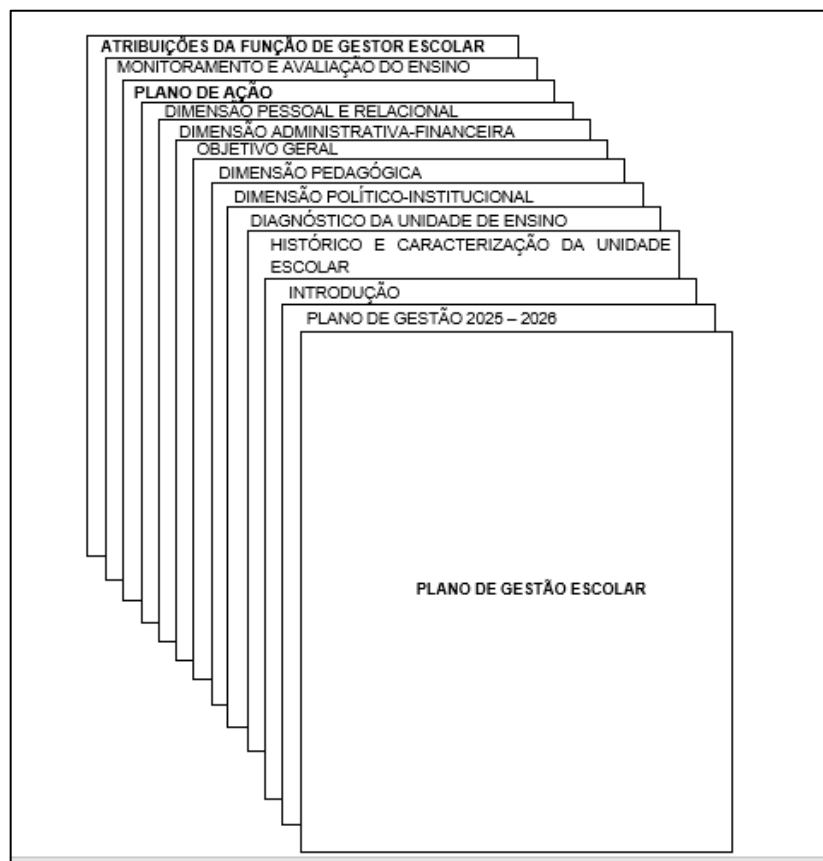 ATRIBUIÇÕES DA FUNÇÃO DE GESTOR ESCOLAR
MONITORAMENTO E AVALIAÇÃO DO ENSINO
PLANO DE AÇÃO
DIMENSÃO PESSOAL E RELACIONAL
DIMENSÃO ADMINISTRATIVA-FINANCEIRA
OBJETIVO GERAL
DIMENSÃO PEDAGÓGICA
DIMENSÃO POLÍTICO-INSTITUCIONAL
DIAGNÓSTICO DA UNIDADE DE ENSINO
HISTÓRICO E CARACTERIZAÇÃO DA UNIDADE
ESCOLAR
INTRODUÇÃO
PLANO DE GESTÃO 2025 – 2026
PLANO DE GESTÃO ESCOLAR